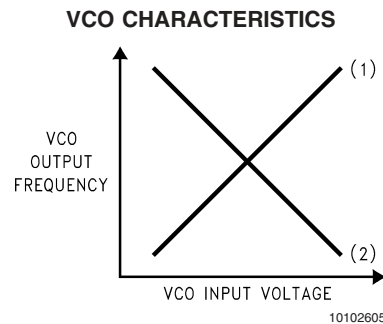 VCO CHARACTERISTICS
(1)
VCO
OUTPUT
FREQUENCY
(2)
VCO INPUT VOLTAGE
10102605